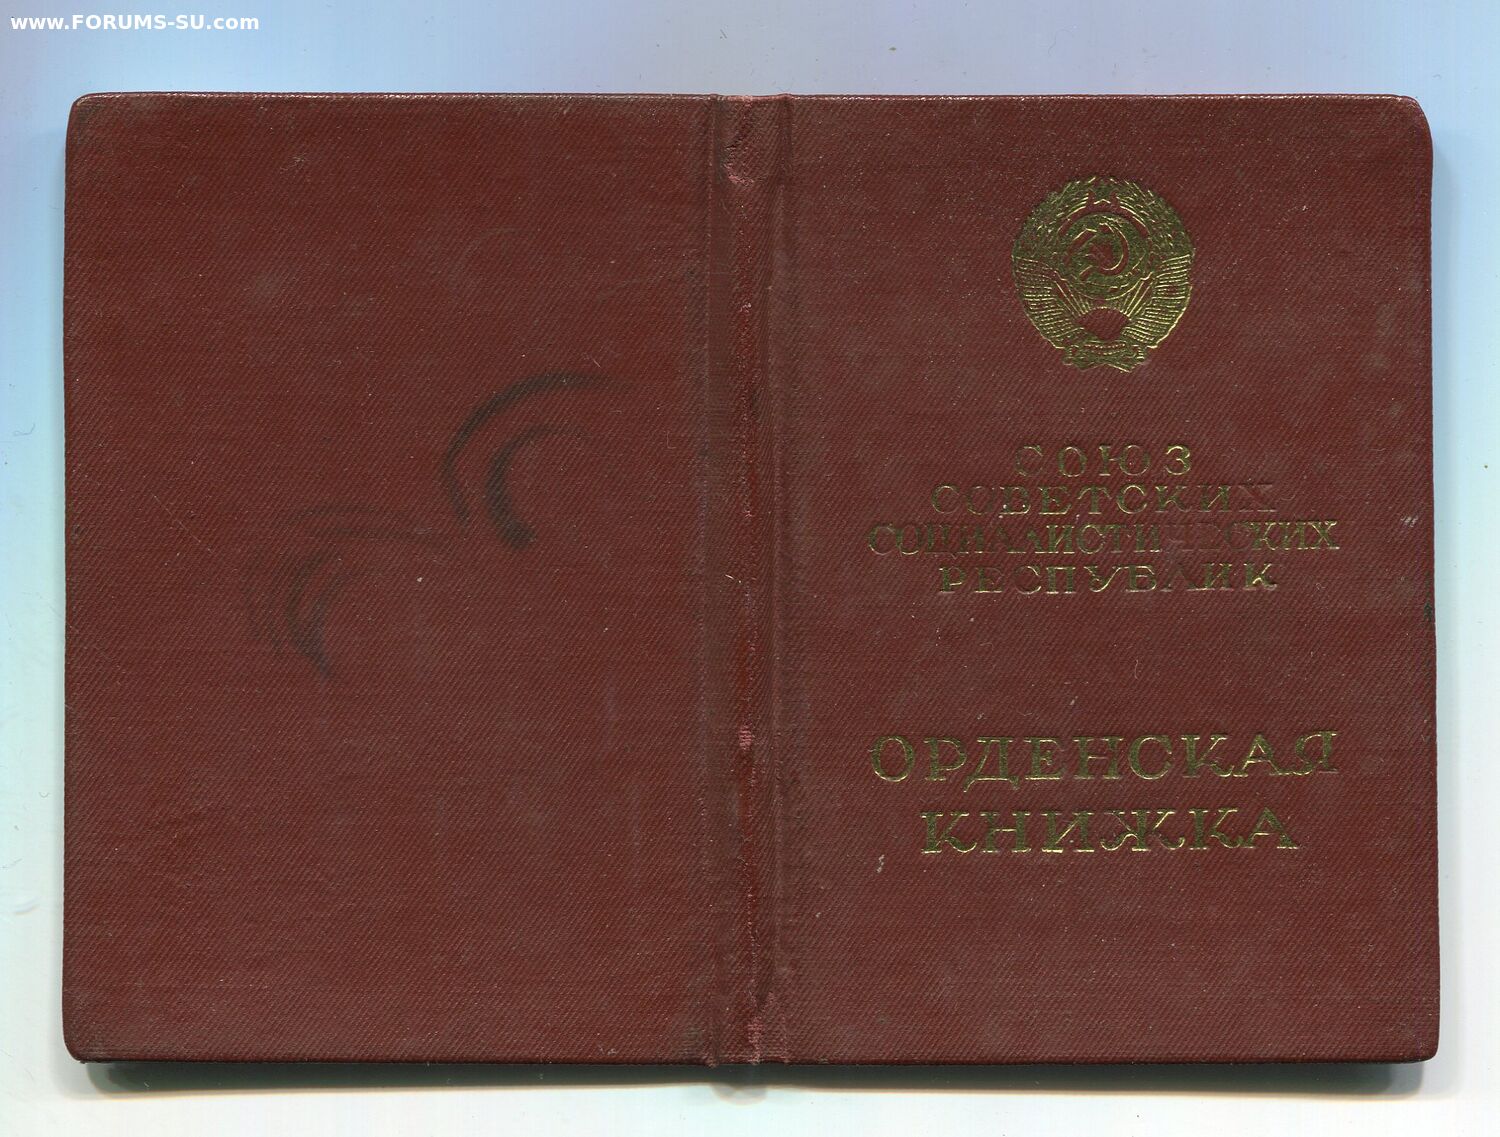 www.FORUMS-SU.com
СОЮЗ
СОВЕТСКИХ
СОЦИАЛИСТИЧЕСКИХ
РЕСПУБЛИК
ОРДЕНСКАЯ
КНИЖКА